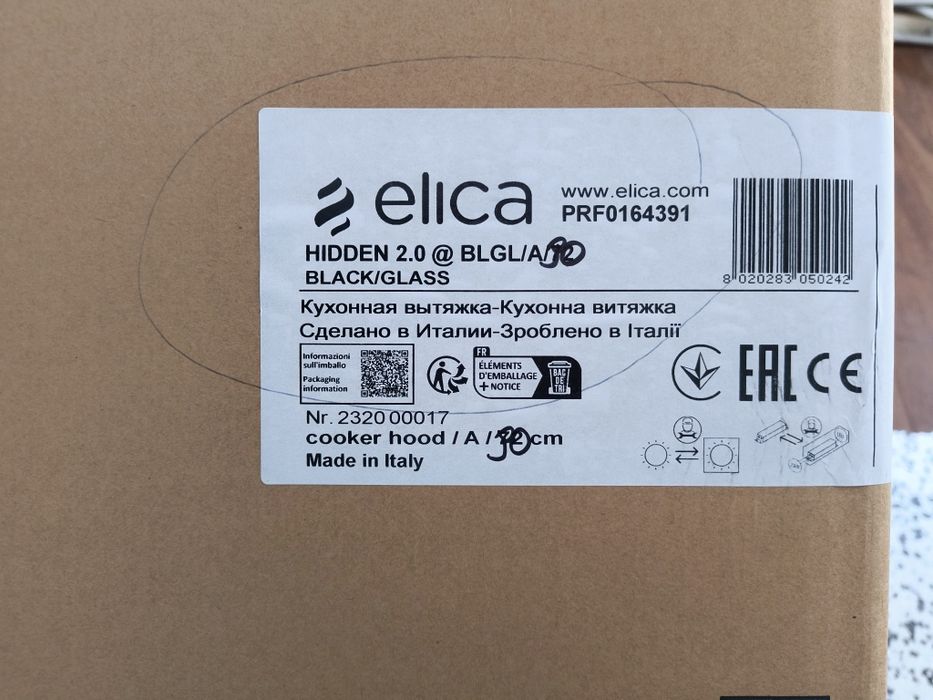 elica
www.elica.com
PRF0164391
HIDDEN 2.0 @ BLGL/A/90
BLACK/GLASS
8 020283 050242
Кухонная вытяжка-Кухонна витяжка
Сделано в Италии-Зроблено в Італії
Informazioni
sull'imballo
Packaging
information
FR
ÉLÉMENTS
D'EMBALLAGE
+ NOTICE
BAC
DE
TRI
EAC CE
Nr. 2320 00017
cooker hood / A / 90 cm
Made in Italy